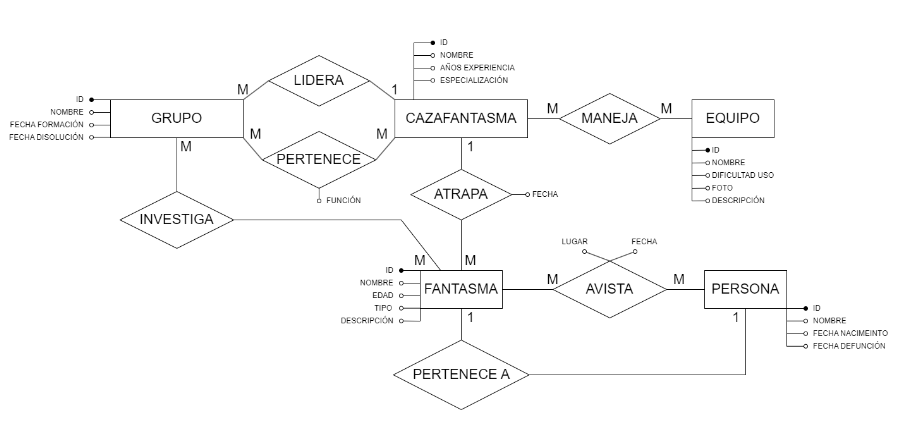 ID
NOMBRE
AÑOS EXPERIENCIA
ESPECIALIZACIÓN
LIDERA
M
1
ID
NOMBRE
FECHA FORMACIÓN
FECHA DISOLUCIÓN
GRUPO
CAZAFANTASMA
M
MANEJA
M
EQUIPO
M
M
PERTENECE
FUNCIÓN
M
1
ID
NOMBRE
DIFICULTAD USO
FOTO
DESCRIPCIÓN
ATRAPA
FECHA
INVESTIGA
LUGAR
FECHA
M
M
ID
NOMBRE
EDAD
TIPO
DESCRIPCIÓN
FANTASMA
M
AVISTA
M
PERSONA
ID
NOMBRE
FECHA NACIMEINTO
FECHA DEFUNCIÓN
1
1
PERTENECE A